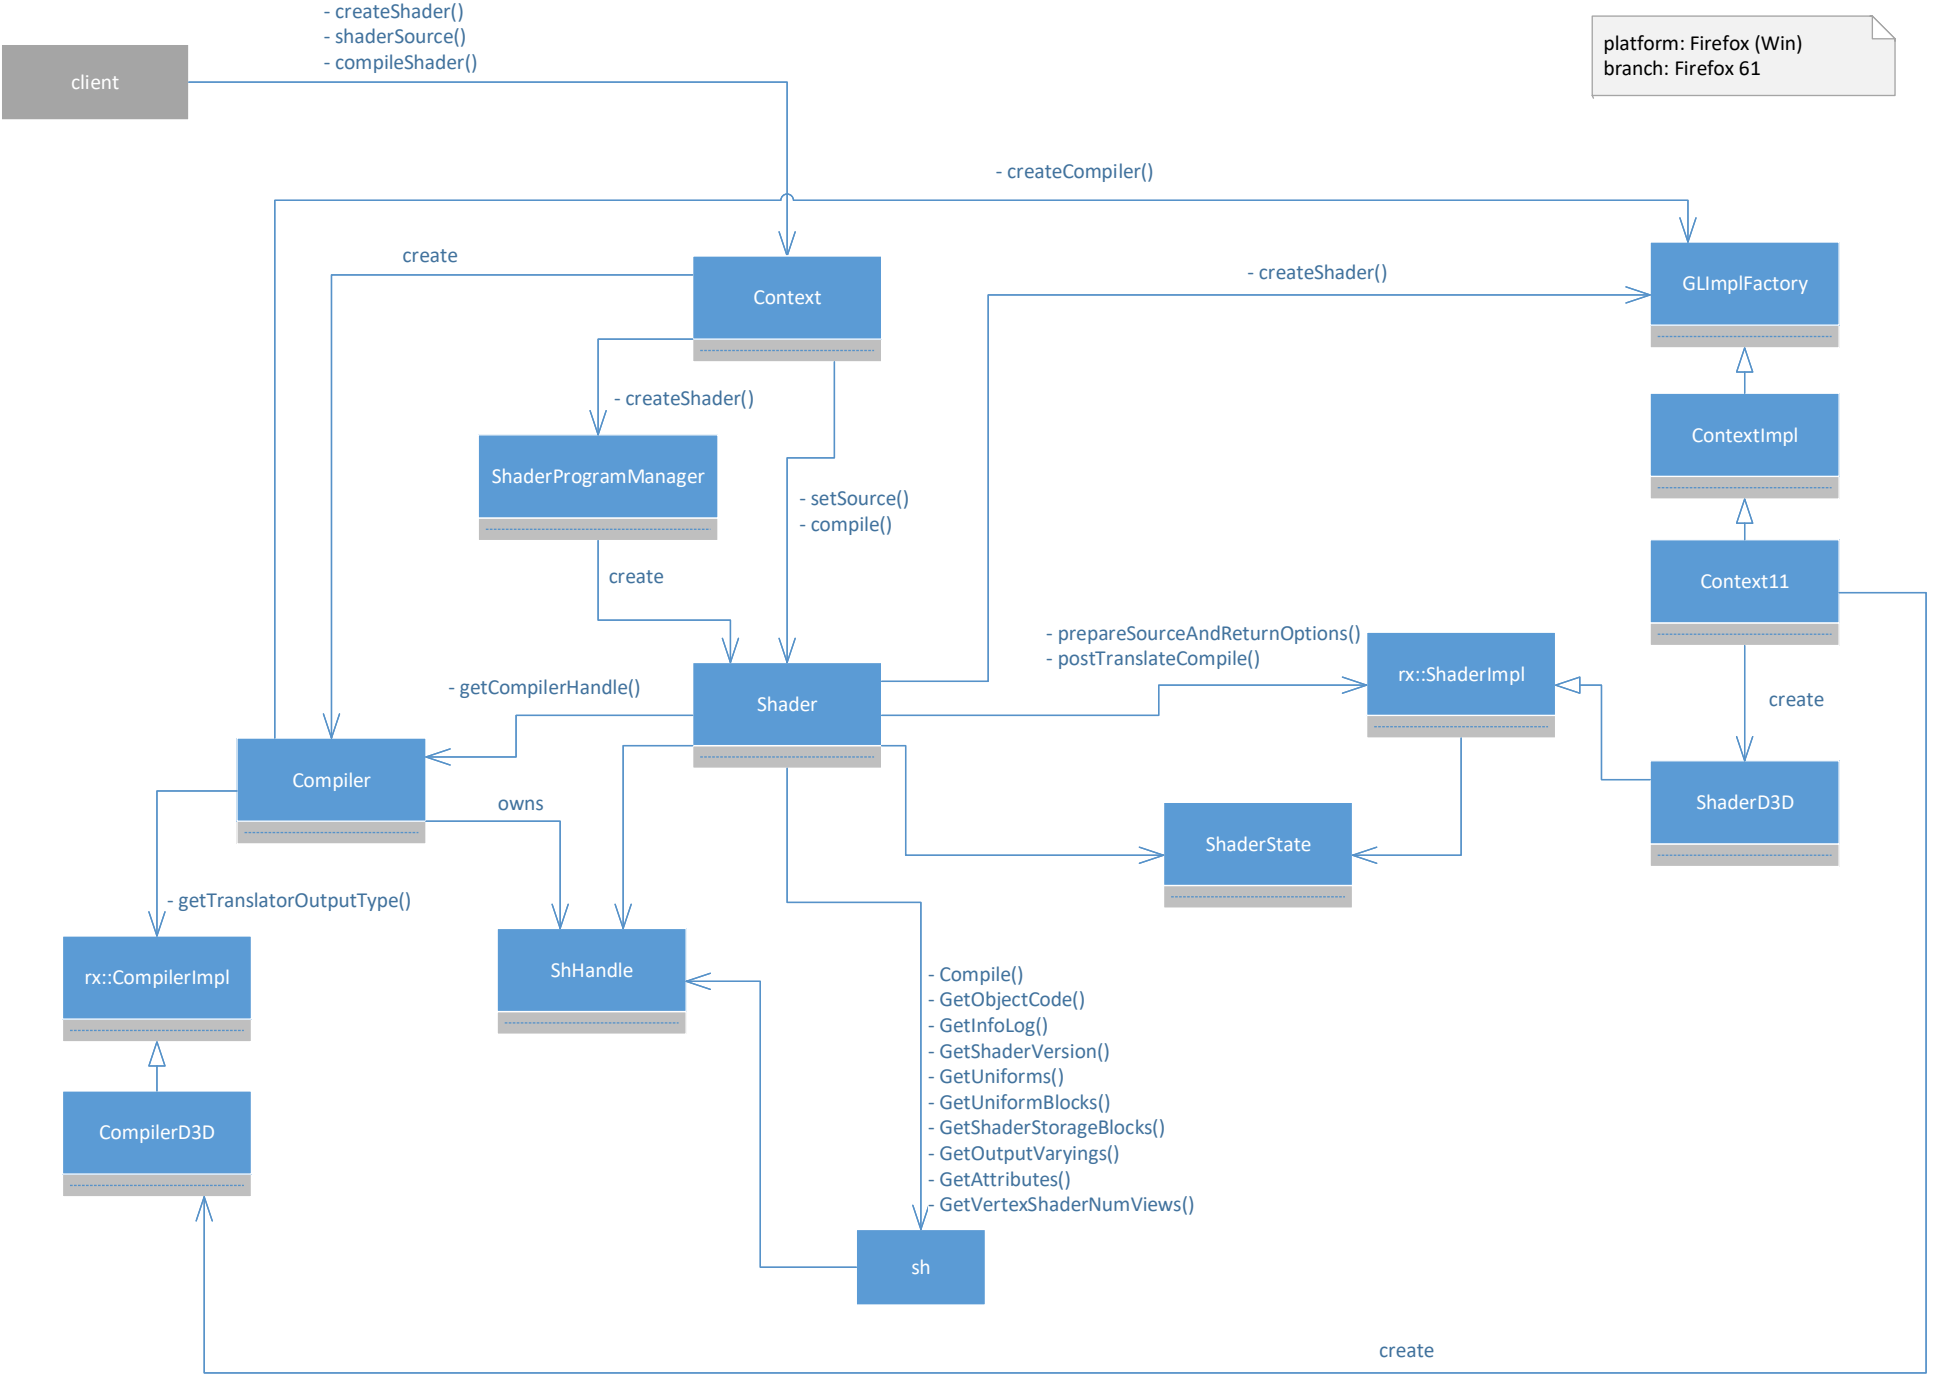 - createShader()
- shaderSource()
- compileShader()
client
platform: Firefox (Win)
branch: Firefox 61
- createCompiler()
create
Context
- createShader()
GLImplFactory
- createShader()
ContextImpl
ShaderProgramManager
- setSource()
- compile()
create
Context11
- prepareSourceAndReturnOptions()
- postTranslateCompile()
rx::ShaderImpl
- getCompilerHandle()
Shader
create
Compiler
owns
ShaderD3D
ShaderState
- getTranslatorOutputType()
rx::CompilerImpl
ShHandle
- Compile()
- GetObjectCode()
- GetInfoLog()
- GetShaderVersion()
- GetUniforms()
- GetUniformBlocks()
- GetShaderStorageBlocks()
- GetOutputVaryings()
- GetAttributes()
- GetVertexShaderNumViews()
CompilerD3D
sh
create